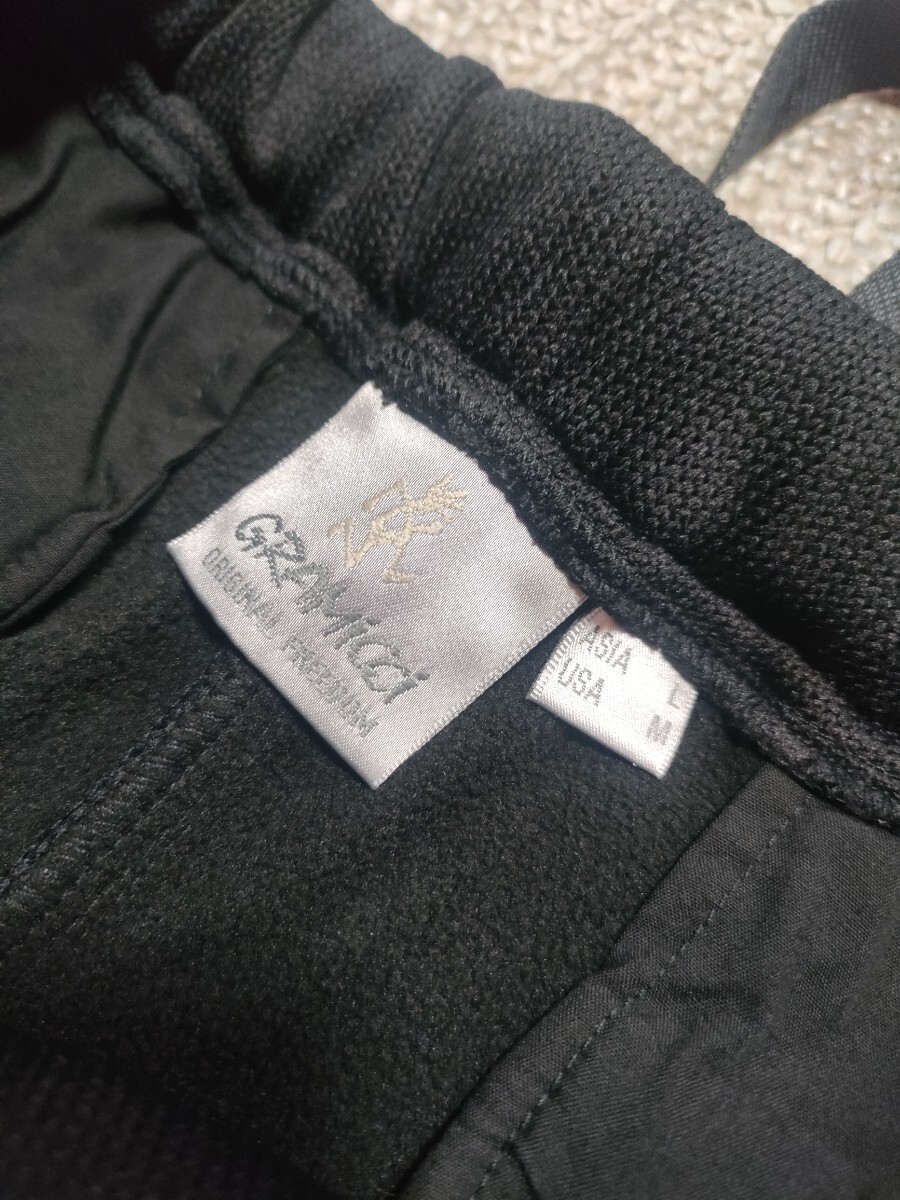 GRAMiCCi
ORIGINAL FREEDOM
ASIA L
USA M